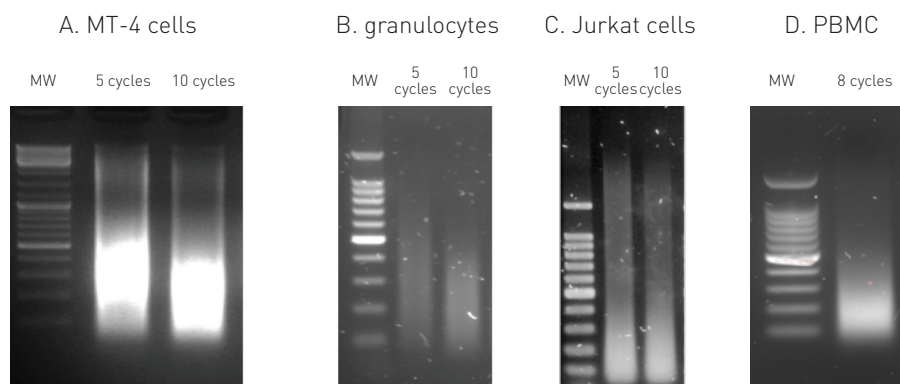 A. MT-4 cells
B. granulocytes
C. Jurkat cells
D. PBMC
MW
5 cycles
10 cycles
MW
5
cycles
10
cycles
MW
5
cycles
10
cycles
MW
8 cycles